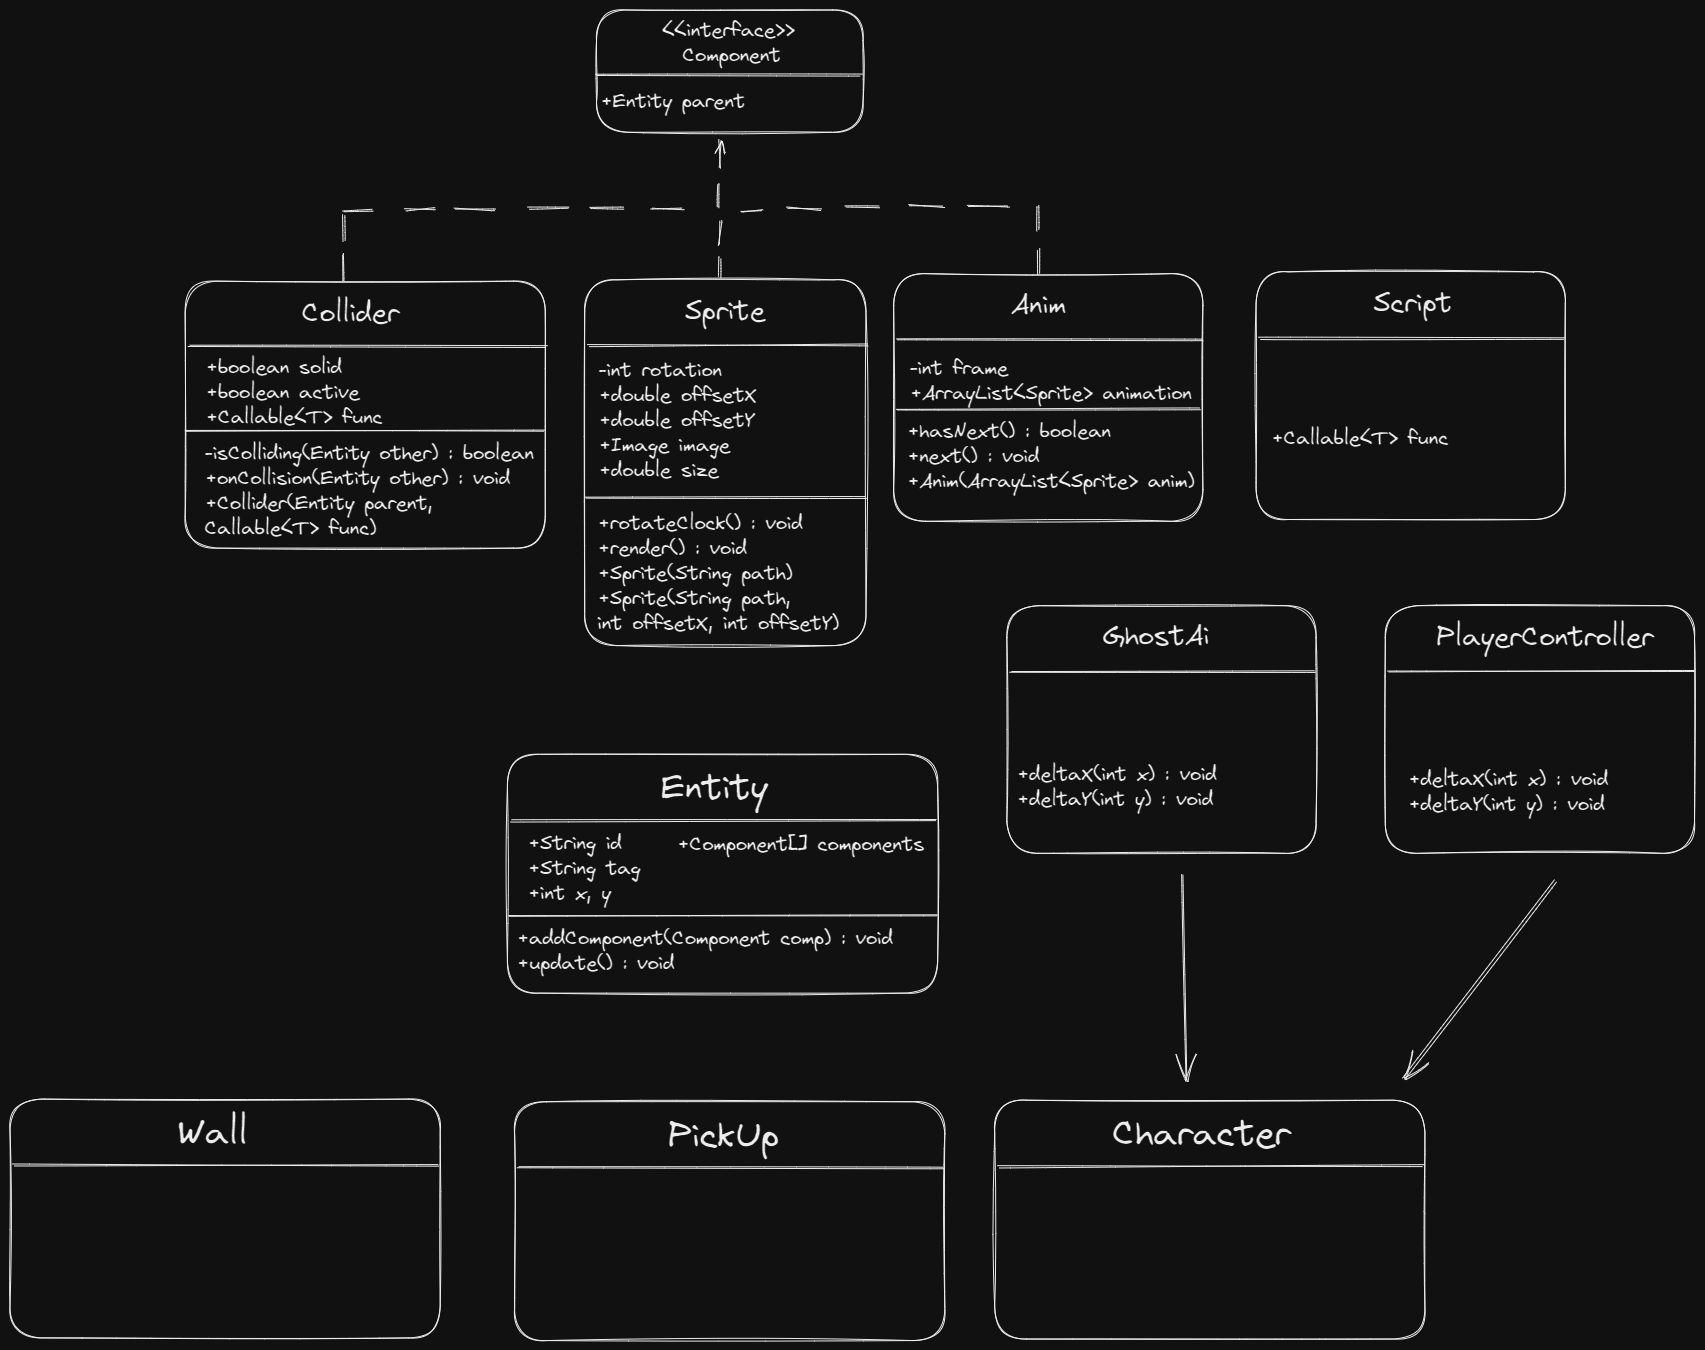 <<interface>>
Component
+Entity parent
Collider
+boolean solid
+boolean active
+Callable<T> func
-isColliding(Entity other) : boolean
+onCollision(Entity other) : void
+Collider(Entity parent,
Callable<T> func)
Sprite
-int rotation
+double offsetX
+double offsetY
+Image image
+double size
+rotateClock() : void
+render() : void
+Sprite(String path)
+Sprite(String path,
int offsetX, int offsetY)
Anim
-int frame
+ArrayList<Sprite> animation
+hasNext() : boolean
+next() : void
+Anim(ArrayList<Sprite> anim)
Script
+Callable<T> func
GhostAi
+deltaX(int x) : void
+deltaY(int y) : void
PlayerController
+deltaX(int x) : void
+deltaY(int y) : void
Entity
+String id
+String tag
+int x, y
+Component[] components
+addComponent(Component comp) : void
+update() : void
Wall
PickUp
Character